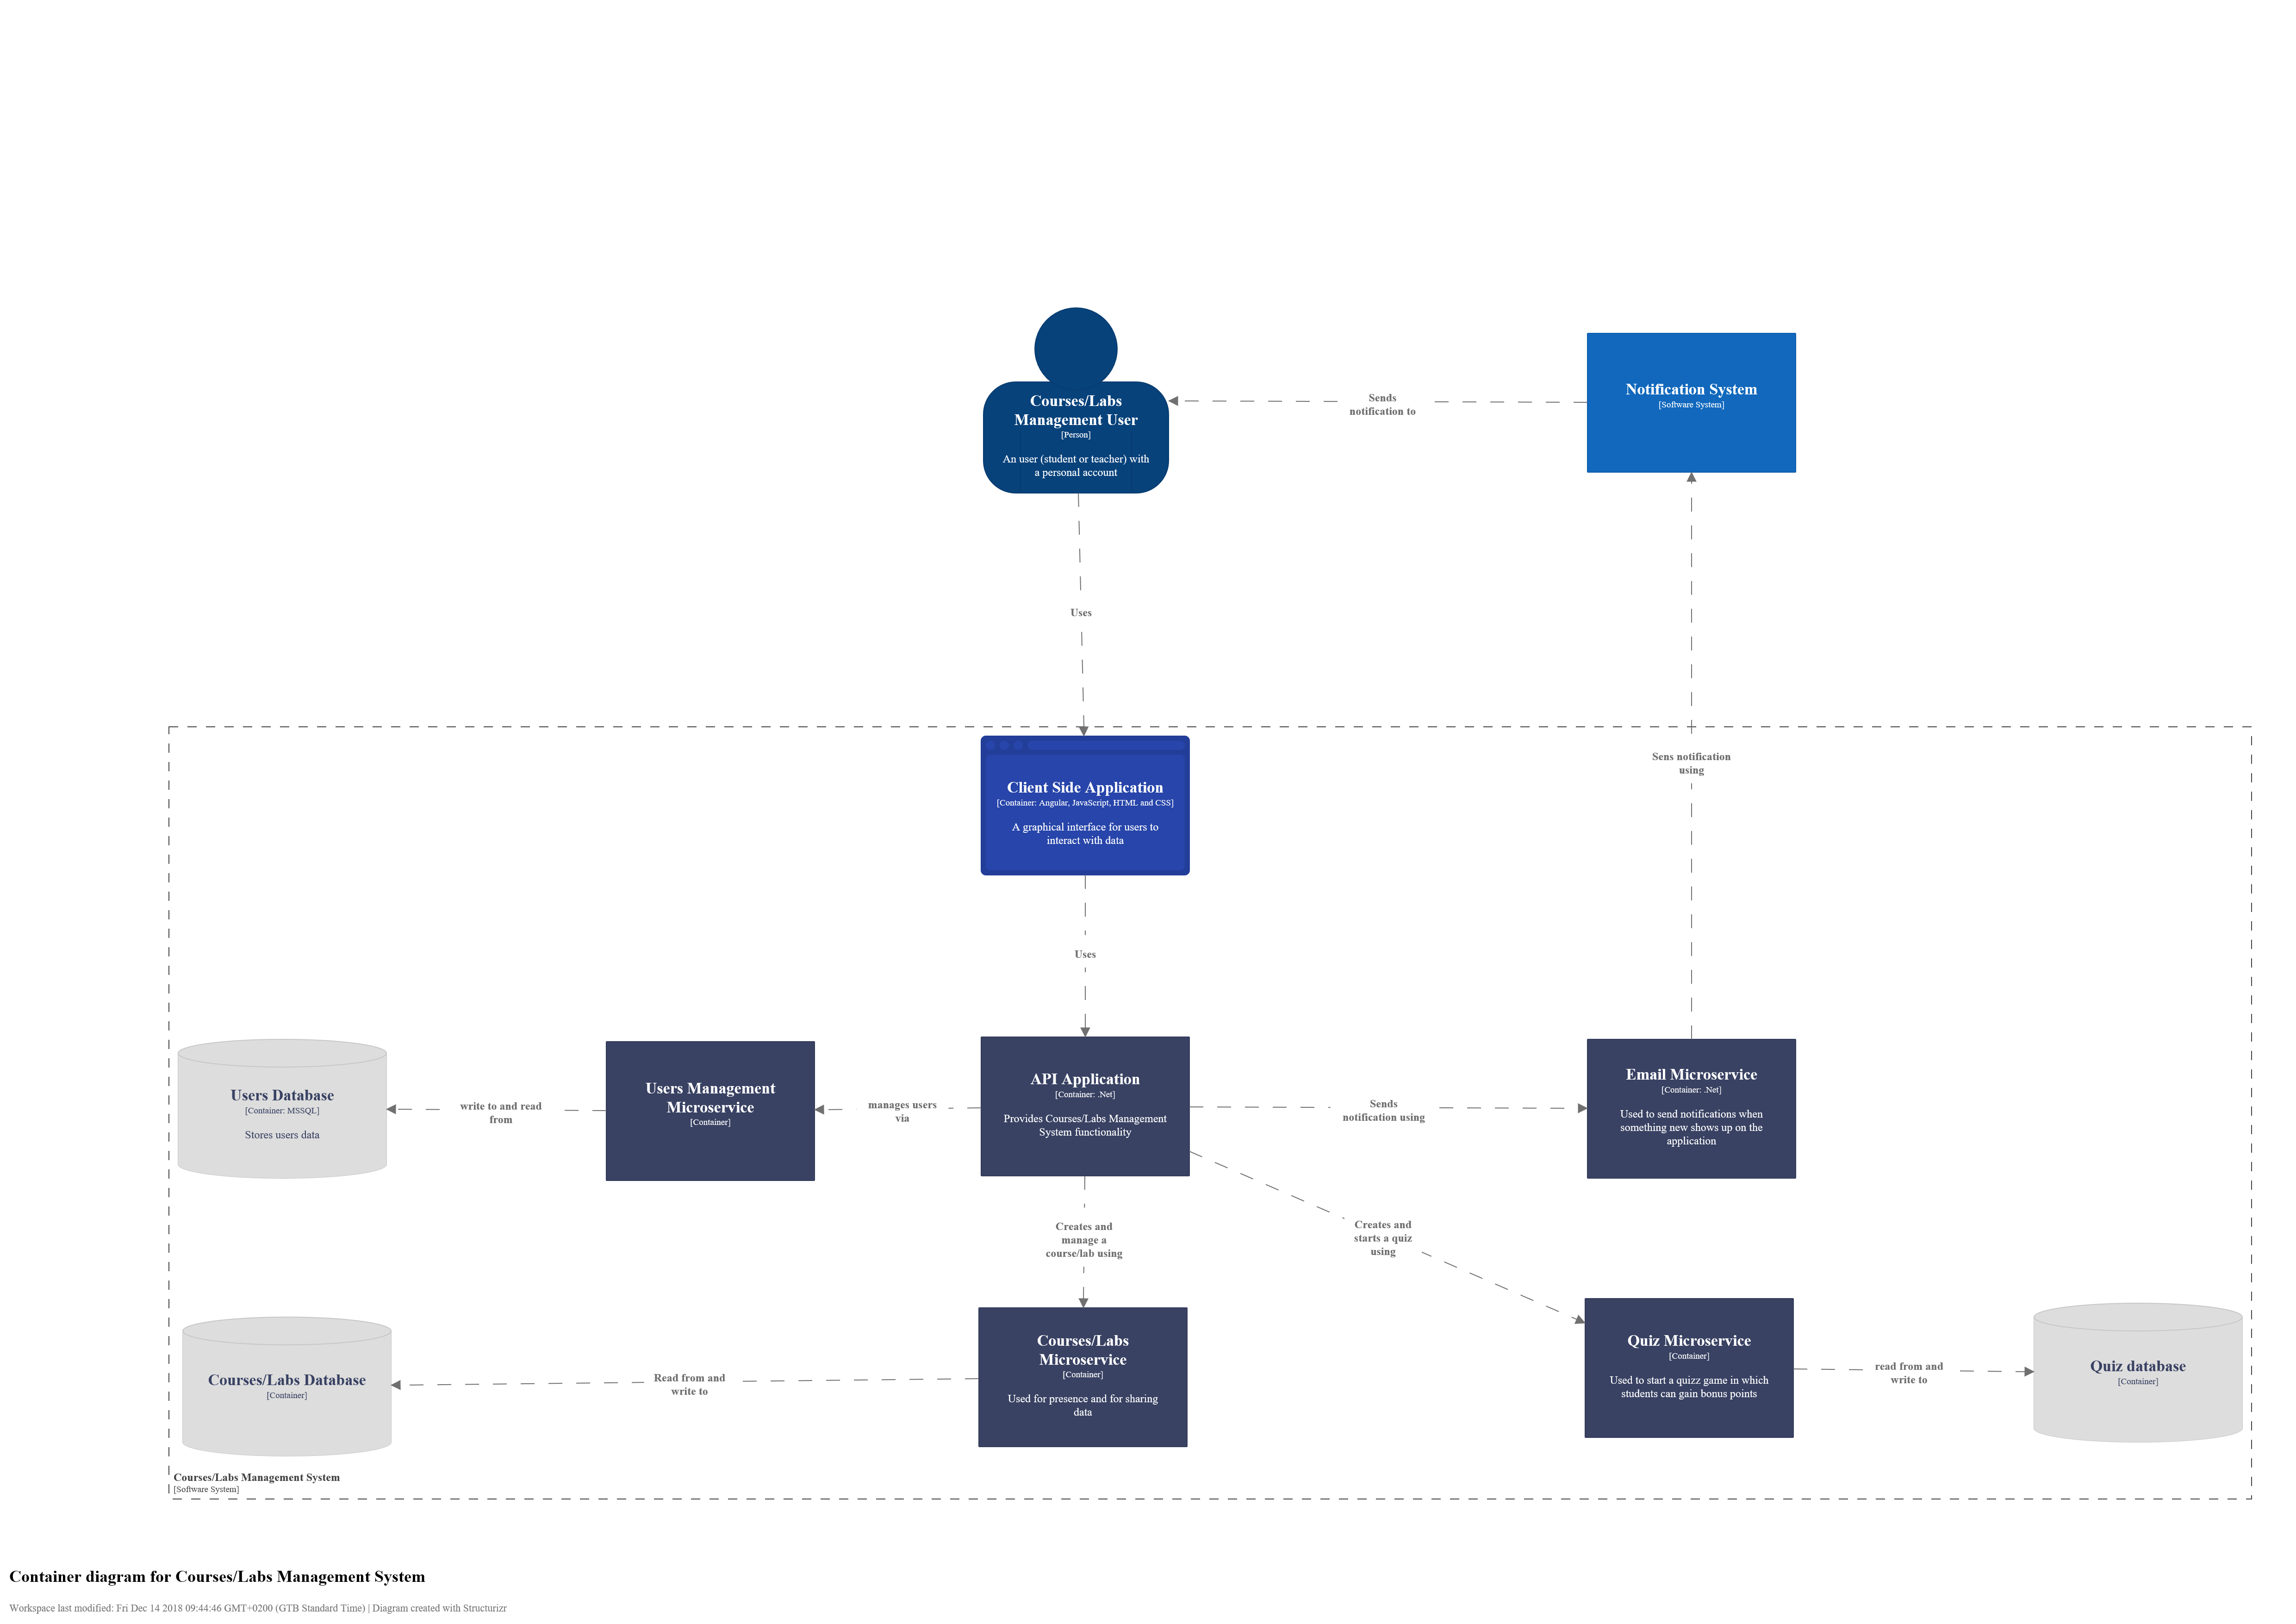 Courses/Labs
Management User
[Person]
An user (student or teacher) with
a personal account
Sends
notification to
Notification System
[Software System]
Uses
Sens notification
using
Client Side Application
[Container: Angular, JavaScript, HTML and CSS]
A graphical interface for users to
interact with data
Uses
Users Database
[Container: MSSQL]
Stores users data
write to and read
from
Users Management
Microservice
[Container]
manages users
via
API Application
[Container: .Net]
Provides Courses/Labs Management
System functionality
Sends
notification using
Email Microservice
[Container: .Net]
Used to send notifications when
something new shows up on the
application
Creates and
manage a
course/lab using
Creates and
starts a quiz
using
Courses/Labs Database
[Container]
Read from and
write to
Courses/Labs
Microservice
[Container]
Used for presence and for sharing
data
Quiz Microservice
[Container]
Used to start a quizz game in which
students can gain bonus points
read from and
write to
Quiz database
[Container]
Courses/Labs Management System
[Software System]
Container diagram for Courses/Labs Management System
Workspace last modified: Fri Dec 14 2018 09:44:46 GMT+0200 (GTB Standard Time) | Diagram created with Structurizr